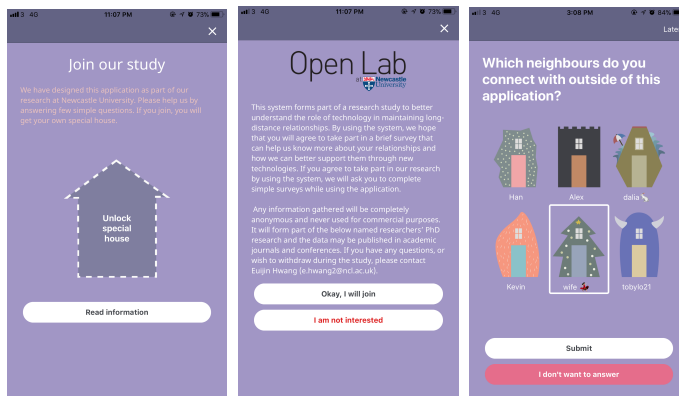 3 4G 11:07 PM 73%
Join our study
We have designed this application as part of our
research at Newcastle University. Please help us by
answering few simple questions. If you join, you will
get your own special house.
Unlock
special
house
Read information
3 4G 11:07 PM 73%
Open Lab
at Newcastle
University
This system forms part of a research study to better
understand the role of technology in maintaining long-
distance relationships. By using the system, we hope
that you will agree to take part in a brief survey that
can help us know more about your relationships and
how we can better support them through new
technologies. If you agree to take part in our research
by using the system, we will ask you to complete
simple surveys while using the application.
Any information gathered will be completely
anonymous and never used for commercial purposes.
It will form part of the below named researchers' PhD
research and the data may be published in academic
journals and conferences. If you have any questions, or
wish to withdraw during the study, please contact
Euijin Hwang (e.hwang2@ncl.ac.uk).
Okay, I will join
I am not interested
3 4G 3:08 PM 84%
Late
Which neighbours do you
connect with outside of this
application?
Han Alex dalia
Kevin wife tobylo21
Submit
I don't want to answer